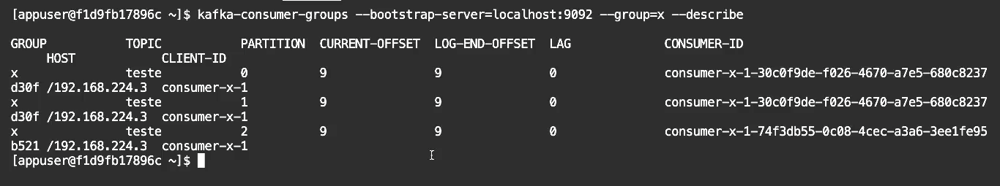 [appuser@f1d9fb17896c ~]$ kafka-consumer-groups --bootstrap-server=localhost:9092 --group=x --describe
GROUP TOPIC PARTITION CURRENT-OFFSET LOG-END-OFFSET LAG CONSUMER-ID
HOST CLIENT-ID
x teste 0 9 9 0 consumer-x-1-30c0f9de-f026-4670-a7e5-680c8237
d30f /192.168.224.3 consumer-x-1
x teste 1 9 9 0 consumer-x-1-30c0f9de-f026-4670-a7e5-680c8237
d30f /192.168.224.3 consumer-x-1
x teste 2 9 9 0 consumer-x-1-74f3db55-0c08-4cec-a3a6-3ee1fe95
b521 /192.168.224.3 consumer-x-1
[appuser@f1d9fb17896c ~]$